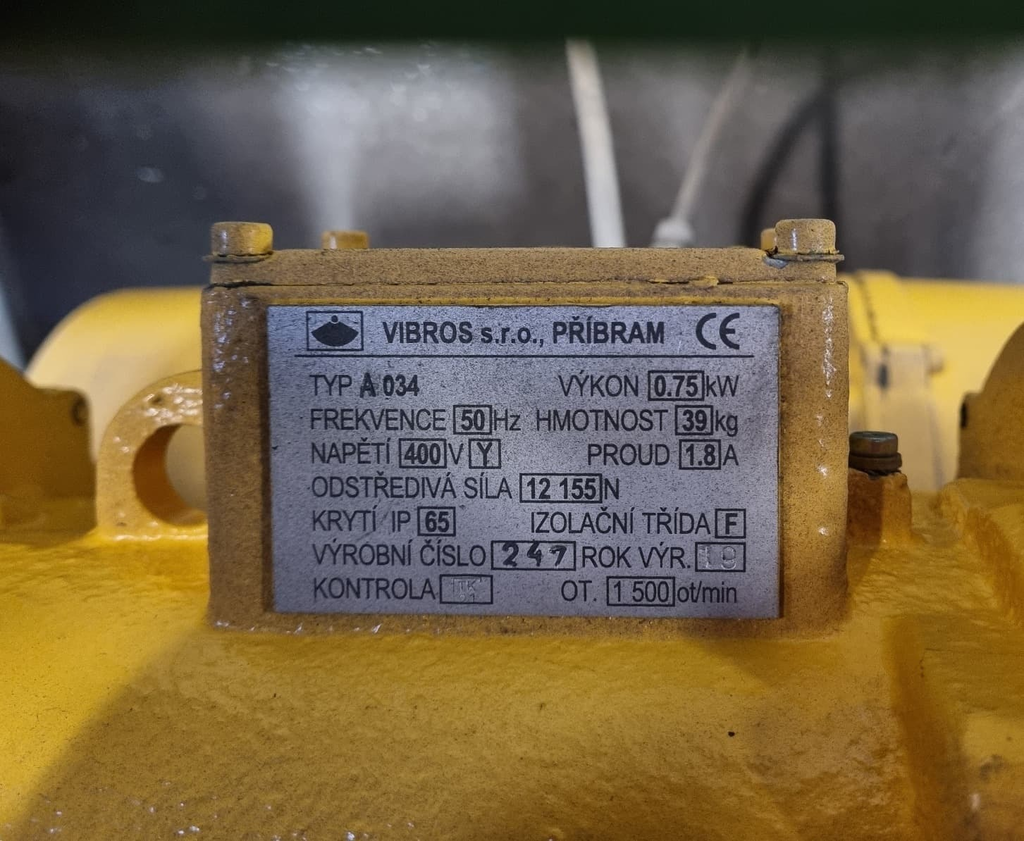 VIBROS s.r.o., PŘÍBRAM CE
TYP A 034 VÝKON 0.75 kW
FREKVENCE 50 Hz HMOTNOST 39 kg
NAPĚTÍ 400 V Y PROUD 1.8 A
ODSTŘEDIVÁ SÍLA 12 155 N
KRYTÍ IP 65 IZOLAČNÍ TŘÍDA F
VÝROBNÍ ČÍSLO 247 ROK VÝR. 19
KONTROLA OT. 1 500 ot/min